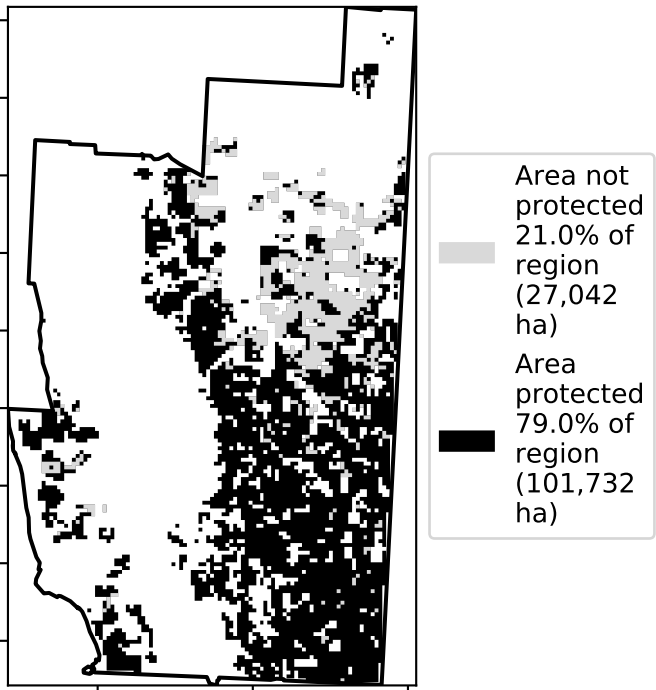 Area not
protected
21.0% of
region
(27,042
ha)
Area
protected
79.0% of
region
(101,732
ha)